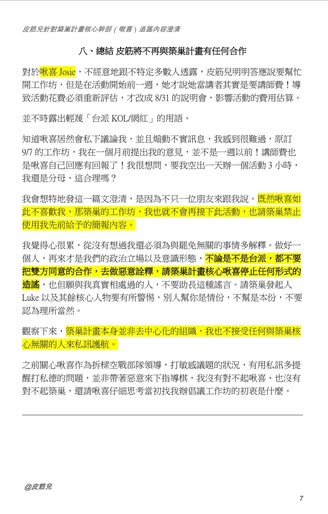 皮筋兒針對築巢計畫核心幹部（啾喜）造謠內容澄清
八、總結 皮筋將不再與築巢計畫有任何合作
對於啾喜 Josie，不經意地跟不特定多數人透露，皮筋兒明明答應說要幫忙
開工作坊，但是在活動開始前一週，她才說她當講者其實是要講師費！導
致活動花費必須重新評估，才改成 8/31 的說明會，影響活動的費用估算。
並不時露出輕蔑「台派 KOL/網紅」的用語。
知道啾喜居然會私下議論我，並且煽動不實訊息，我感到很難過，原訂
9/7 的工作坊，我在一個月前提出我的意見，並不是一週以前！講師費也
是啾喜自己回應有回報了！我很想問，要我空出一天辦一個活動 3 小時，
我還是分母，這合理嗎？
我會想特地發這一篇文澄清，是因為不只一位朋友來跟我說。既然啾喜如
此不喜歡我，那築巢的工作坊，我也就不會再接下此活動，也請築巢禁止
使用我先前給予的簡報內容。
我覺得心很累，從沒有想過我還必須為與罷免無關的事情多解釋。做好一
個人，再來才是我們的政治立場以及意識形態，不論是不是台派，都不要
把雙方同意的合作，去做惡意詮釋，請築巢計畫核心啾喜停止任何形式的
造謠，也回饋與我真實相處過的人，不要助長這種謠言。請築巢發起人
Luke 以及其餘核心人物要有所警惕，別人幫你是情份，不幫是本份，不要
認為理所當然。
觀察下來，築巢計畫本身並非去中心化的組織，我也不接受任何與築巢核
心無關的人來私訊護航。
之前關心啾喜作為拆樑空戰部隊領導，打敏感議題的狀況，有用私訊多提
醒打私德的問題，並非帶著惡意來下指導棋，我沒有對不起啾喜、也沒有
對不起築巢，還請啾喜仔細思考當初找我辦倡議工作坊的初衷是什麼。
7
@皮筋兒